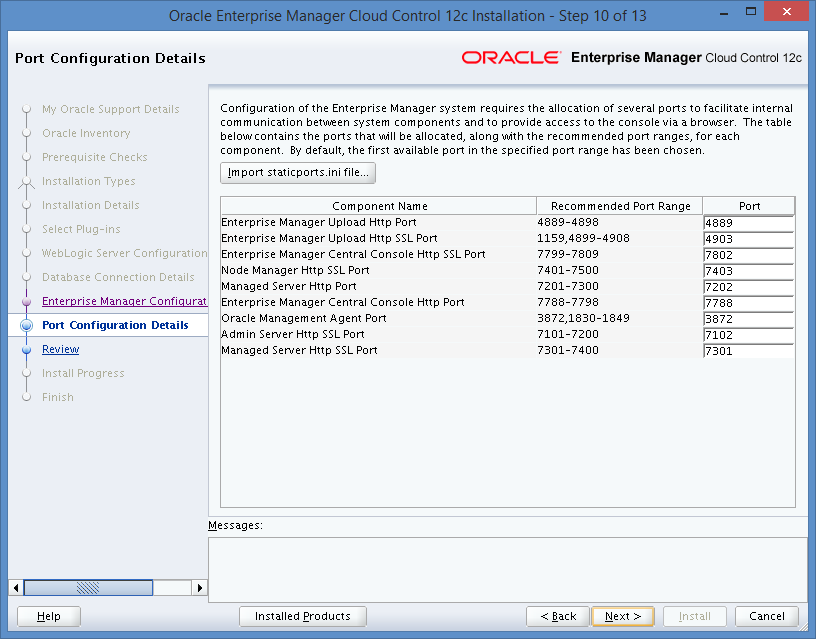 Oracle Enterprise Manager Cloud Control 12c Installation - Step 10 of 13
Port Configuration Details
ORACLE Enterprise Manager Cloud Control 12c
My Oracle Support Details
Oracle Inventory
Prerequisite Checks
Installation Types
Installation Details
Select Plug-ins
WebLogic Server Configuration
Database Connection Details
Enterprise Manager Configurat
Port Configuration Details
Review
Install Progress
Finish
Configuration of the Enterprise Manager system requires the allocation of several ports to facilitate internal
communication between system components and to provide access to the console via a browser. The table
below contains the ports that will be allocated, along with the recommended port ranges, for each
component. By default, the first available port in the specified port range has been chosen.
Import staticports.ini file...
Component Name Recommended Port Range Port
Enterprise Manager Upload Http Port 4889-4898 4889
Enterprise Manager Upload Http SSL Port 1159,4899-4908 4903
Enterprise Manager Central Console Http SSL Port 7799-7809 7802
Node Manager Http SSL Port 7401-7500 7403
Managed Server Http Port 7201-7300 7202
Enterprise Manager Central Console Http Port 7788-7798 7788
Oracle Management Agent Port 3872,1830-1849 3872
Admin Server Http SSL Port 7101-7200 7102
Managed Server Http SSL Port 7301-7400 7301
Messages:
Help Installed Products < Back Next > Install Cancel